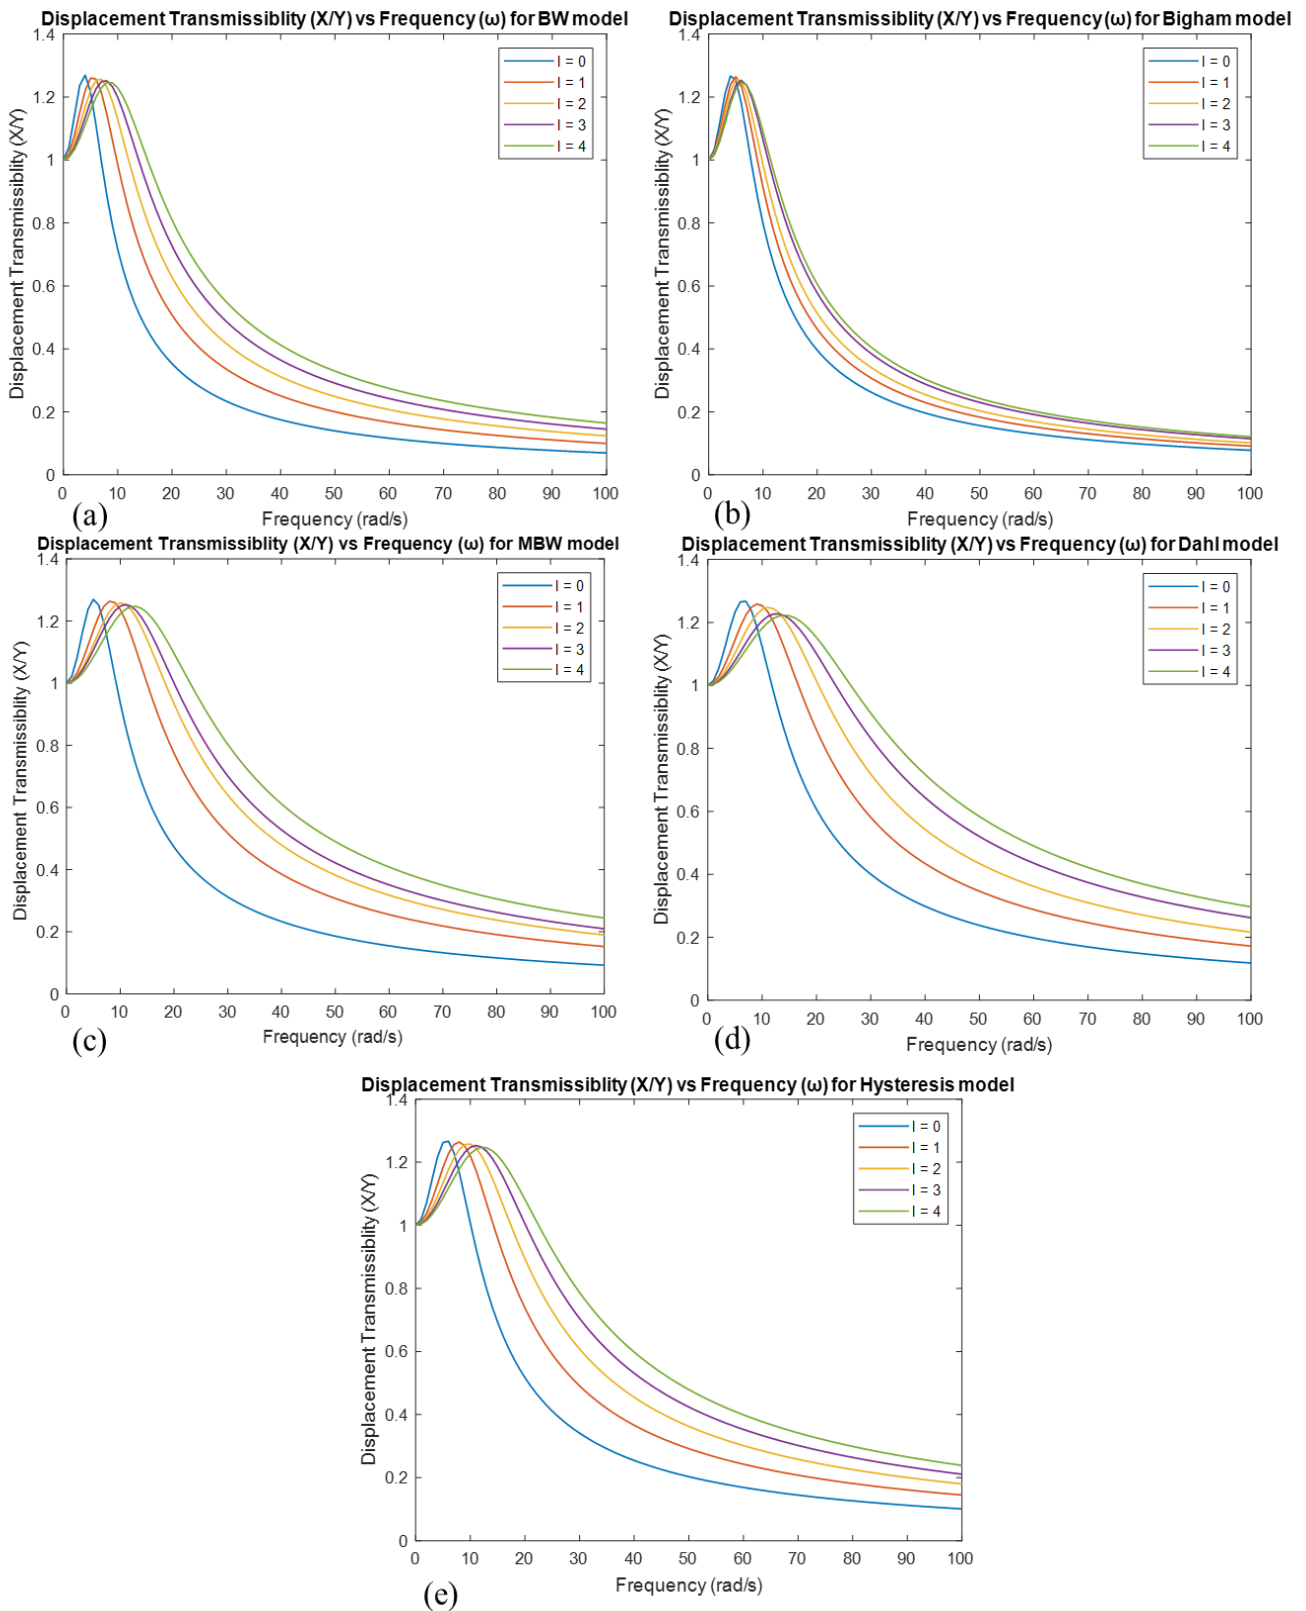 Displacement Transmissiblity (X/Y) vs Frequency (ω) for BW model
Displacement Transmissiblity (X/Y)
1.4
1.2
1
0.8
0.6
0.4
0.2
0
I = 0
I = 1
I = 2
I = 3
I = 4
0 10 20 30 40 50 60 70 80 90 100
Frequency (rad/s)
(a)
Displacement Transmissiblity (X/Y) vs Frequency (ω) for Bigham model
Displacement Transmissiblity (X/Y)
1.4
1.2
1
0.8
0.6
0.4
0.2
0
I = 0
I = 1
I = 2
I = 3
I = 4
0 10 20 30 40 50 60 70 80 90 100
Frequency (rad/s)
(b)
Displacement Transmissiblity (X/Y) vs Frequency (ω) for MBW model
Displacement Transmissiblity (X/Y)
1.4
1.2
1
0.8
0.6
0.4
0.2
0
I = 0
I = 1
I = 2
I = 3
I = 4
0 10 20 30 40 50 60 70 80 90 100
Frequency (rad/s)
(c)
Displacement Transmissiblity (X/Y) vs Frequency (ω) for Dahl model
Displacement Transmissiblity (X/Y)
1.4
1.2
1
0.8
0.6
0.4
0.2
0
I = 0
I = 1
I = 2
I = 3
I = 4
0 10 20 30 40 50 60 70 80 90 100
Frequency (rad/s)
(d)
Displacement Transmissiblity (X/Y) vs Frequency (ω) for Hysteresis model
Displacement Transmissiblity (X/Y)
1.4
1.2
1
0.8
0.6
0.4
0.2
0
I = 0
I = 1
I = 2
I = 3
I = 4
0 10 20 30 40 50 60 70 80 90 100
Frequency (rad/s)
(e)